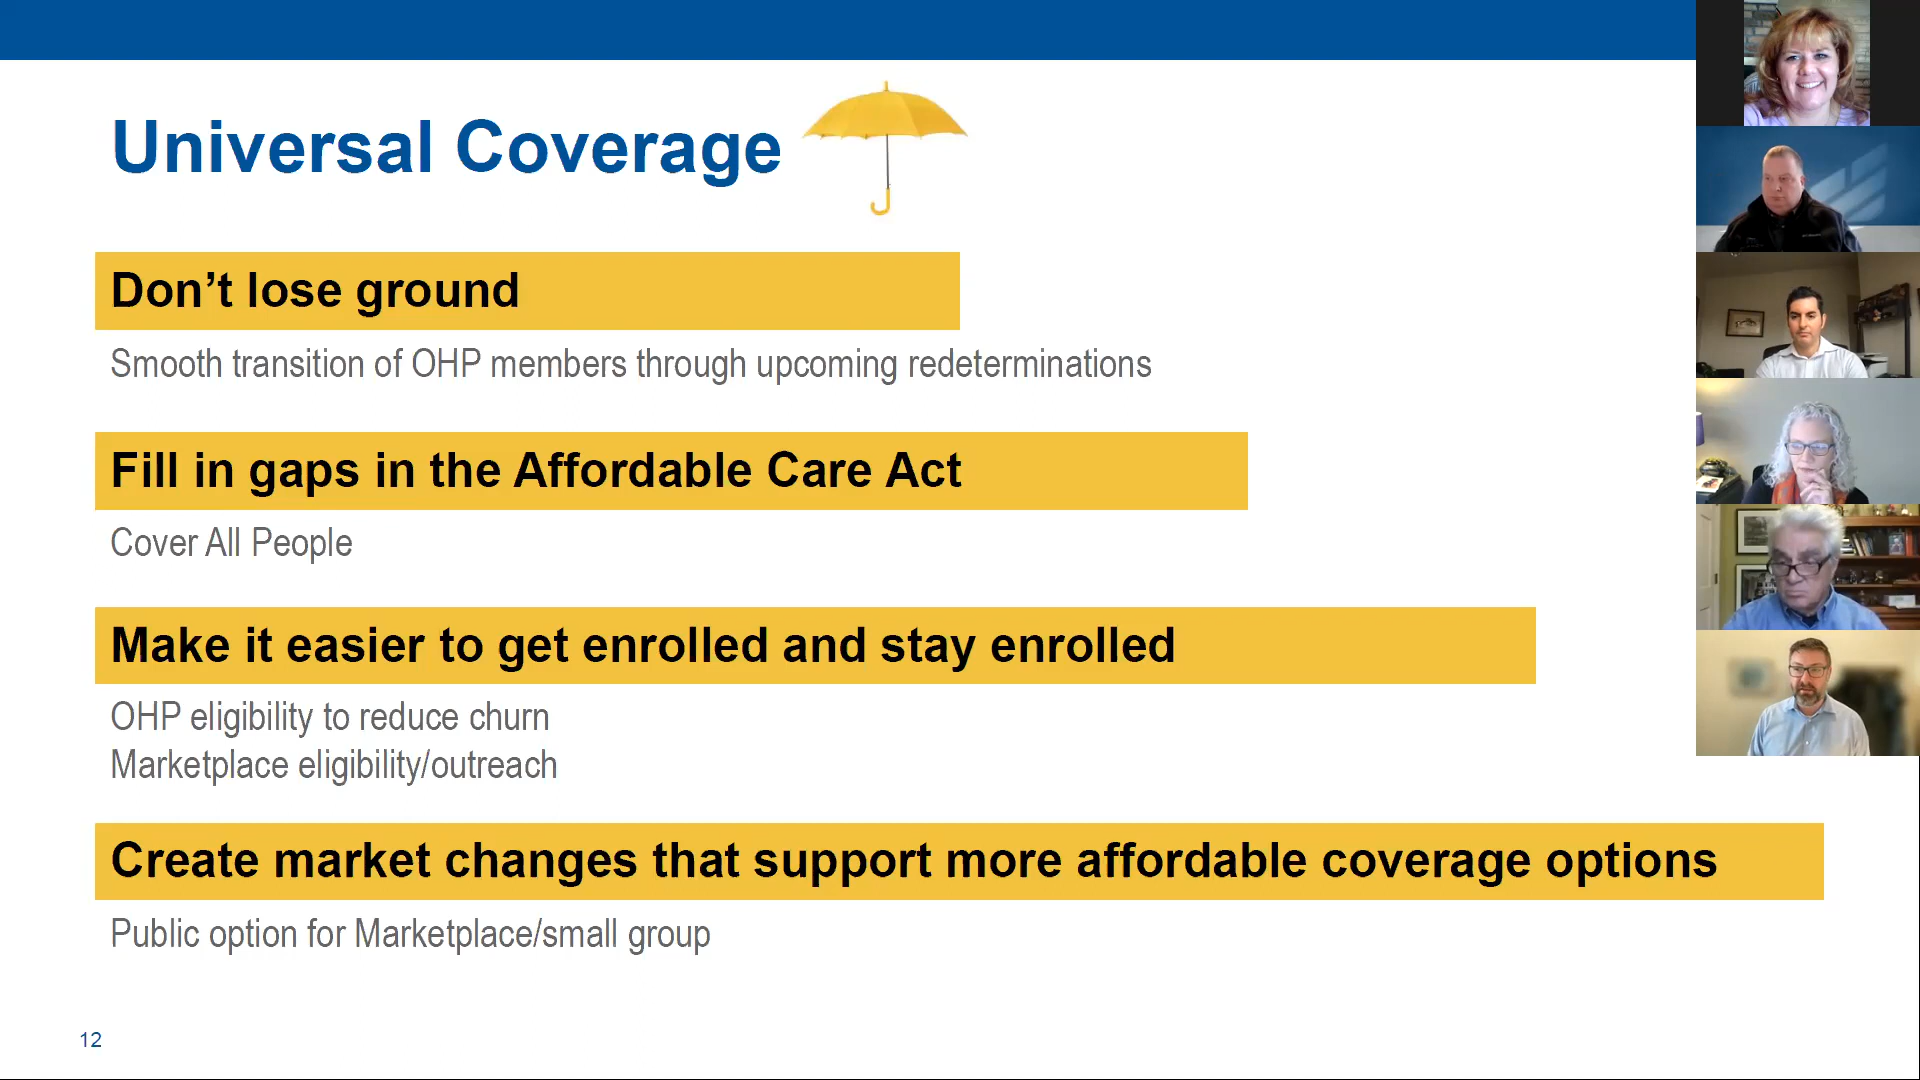 Universal Coverage
Don’t lose ground
Smooth transition of OHP members through upcoming redeterminations
Fill in gaps in the Affordable Care Act
Cover All People
Make it easier to get enrolled and stay enrolled
OHP eligibility to reduce churn
Marketplace eligibility/outreach
Create market changes that support more affordable coverage options
Public option for Marketplace/small group
12